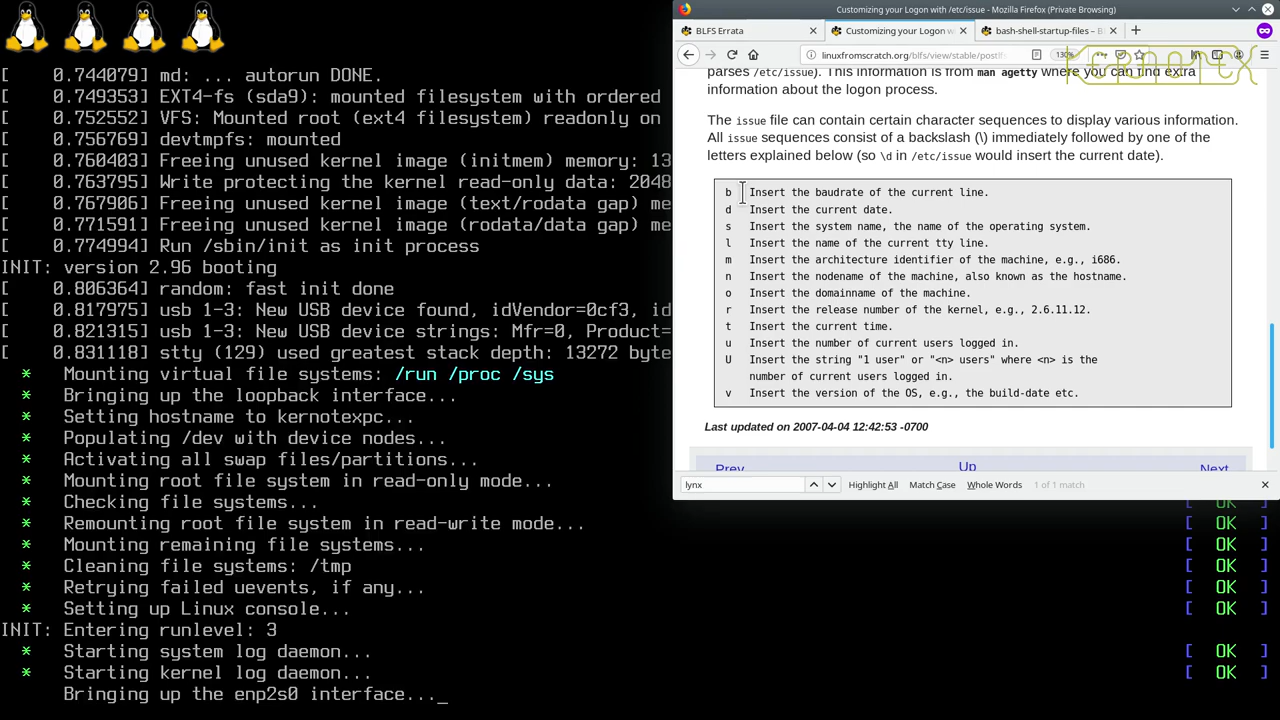 [    0.744079] md: ... autorun DONE.
[    0.749353] EXT4-fs (sda9): mounted filesystem with ordered
[    0.752552] VFS: Mounted root (ext4 filesystem) readonly on
[    0.756769] devtmpfs: mounted
[    0.760403] Freeing unused kernel image (initmem) memory: 13
[    0.763795] Write protecting the kernel read-only data: 2048
[    0.767906] Freeing unused kernel image (text/rodata gap) me
[    0.771591] Freeing unused kernel image (rodata/data gap) me
[    0.774994] Run /sbin/init as init process
INIT: version 2.96 booting
[    0.806364] random: fast init done
[    0.817975] usb 1-3: New USB device found, idVendor=0cf3, id
[    0.821315] usb 1-3: New USB device strings: Mfr=0, Product=
[    0.831118] stty (129) used greatest stack depth: 13272 byte
* Mounting virtual file systems: /run /proc /sys
* Bringing up the loopback interface...
* Setting hostname to kernotexpc...
* Populating /dev with device nodes...
* Activating all swap files/partitions...
* Mounting root file system in read-only mode...
* Checking file systems... [ OK ]
* Remounting root file system in read-write mode... [ OK ]
* Mounting remaining file systems... [ OK ]
* Cleaning file systems: /tmp [ OK ]
* Retrying failed uevents, if any... [ OK ]
* Setting up Linux console... [ OK ]
INIT: Entering runlevel: 3
* Starting system log daemon... [ OK ]
* Starting kernel log daemon... [ OK ]
Bringing up the enp2s0 interface..._
Customizing your Logon with /etc/issue - Mozilla Firefox (Private Browsing)
BLFS Errata
Customizing your Logon w
bash-shell-startup-files – B
linuxfromscratch.org/blfs/view/stable/postlf
130%
KERNOTEX
parses /etc/issue). This information is from man agetty where you can find extra
information about the logon process.
The issue file can contain certain character sequences to display various information.
All issue sequences consist of a backslash (\) immediately followed by one of the
letters explained below (so \d in /etc/issue would insert the current date).
b Insert the baudrate of the current line.
d Insert the current date.
s Insert the system name, the name of the operating system.
l Insert the name of the current tty line.
m Insert the architecture identifier of the machine, e.g., i686.
n Insert the nodename of the machine, also known as the hostname.
o Insert the domainname of the machine.
r Insert the release number of the kernel, e.g., 2.6.11.12.
t Insert the current time.
u Insert the number of current users logged in.
U Insert the string "1 user" or "<n> users" where <n> is the
number of current users logged in.
v Insert the version of the OS, e.g., the build-date etc.
Last updated on 2007-04-04 12:42:53 -0700
Prev Up Next
lynx Highlight All Match Case Whole Words 1 of 1 match